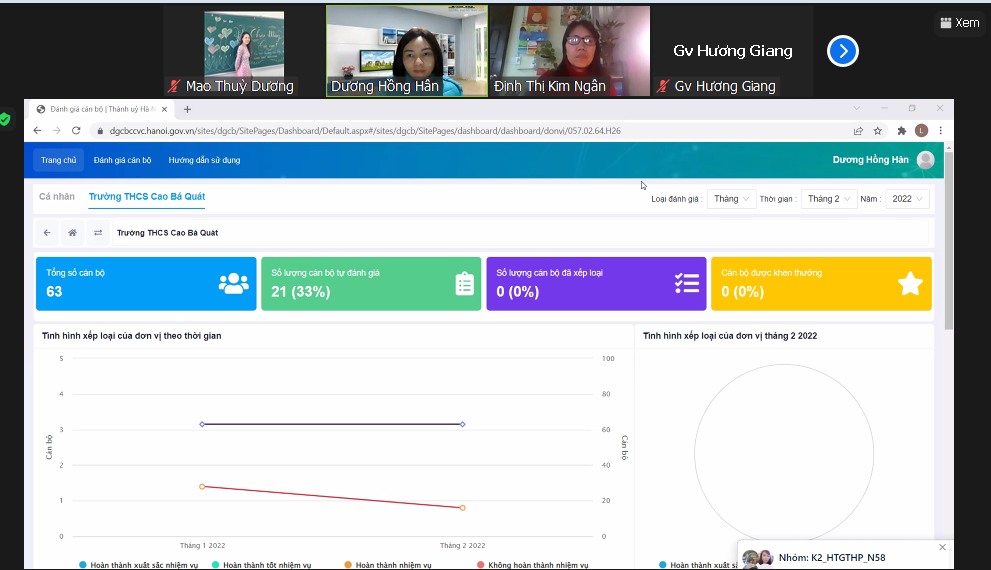 Xem
Mao Thuỳ Dương
Dương Hồng Hân
Đinh Thị Kim Ngân
Gv Hương Giang
Gv Hương Giang
Đánh giá cán bộ | Thành uỷ Hà N
dgcbccvc.hanoi.gov.vn/sites/dgcb/SitePages/Dashboard/Default.aspx#/sites/dgcb/SitePages/dashboard/dashboard/donvi/057.02.64.H26
L
Trang chủ Đánh giá cán bộ Hướng dẫn sử dụng Dương Hồng Hân
Cá nhân Trường THCS Cao Bá Quát Loại đánh giá : Tháng Thời gian : Tháng 2 Năm : 2022
Trường THCS Cao Bá Quát
Tổng số cán bộ
63
Số lượng cán bộ tự đánh giá
21 (33%)
Số lượng cán bộ đã xếp loại
0 (0%)
Cán bộ được khen thưởng
0 (0%)
Tình hình xếp loại của đơn vị theo thời gian
5 100
4 80
3 60
2 40
1 20
0 0
Cán bộ
Cán bộ
Tháng 1 2022 Tháng 2 2022
Hoàn thành xuất sắc nhiệm vụ Hoàn thành tốt nhiệm vụ Hoàn thành nhiệm vụ Không hoàn thành nhiệm vụ
Tình hình xếp loại của đơn vị tháng 2 2022
Hoàn thành xuất sắ
Nhóm: K2_HTGTHP_N58